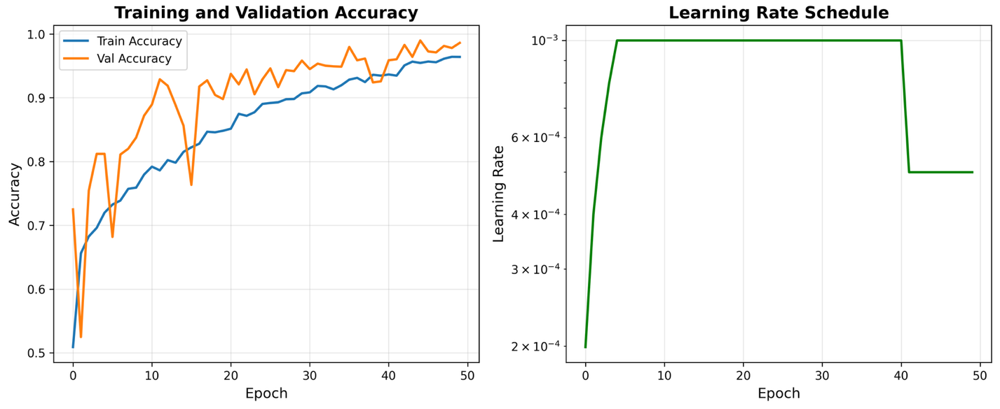 Training and Validation Accuracy
Train Accuracy
Val Accuracy
1.0
0.9
0.8
0.7
0.6
0.5
Accuracy
0 10 20 30 40 50
Epoch
Learning Rate Schedule
10⁻³
6 × 10⁻⁴
4 × 10⁻⁴
3 × 10⁻⁴
2 × 10⁻⁴
Learning Rate
0 10 20 30 40 50
Epoch